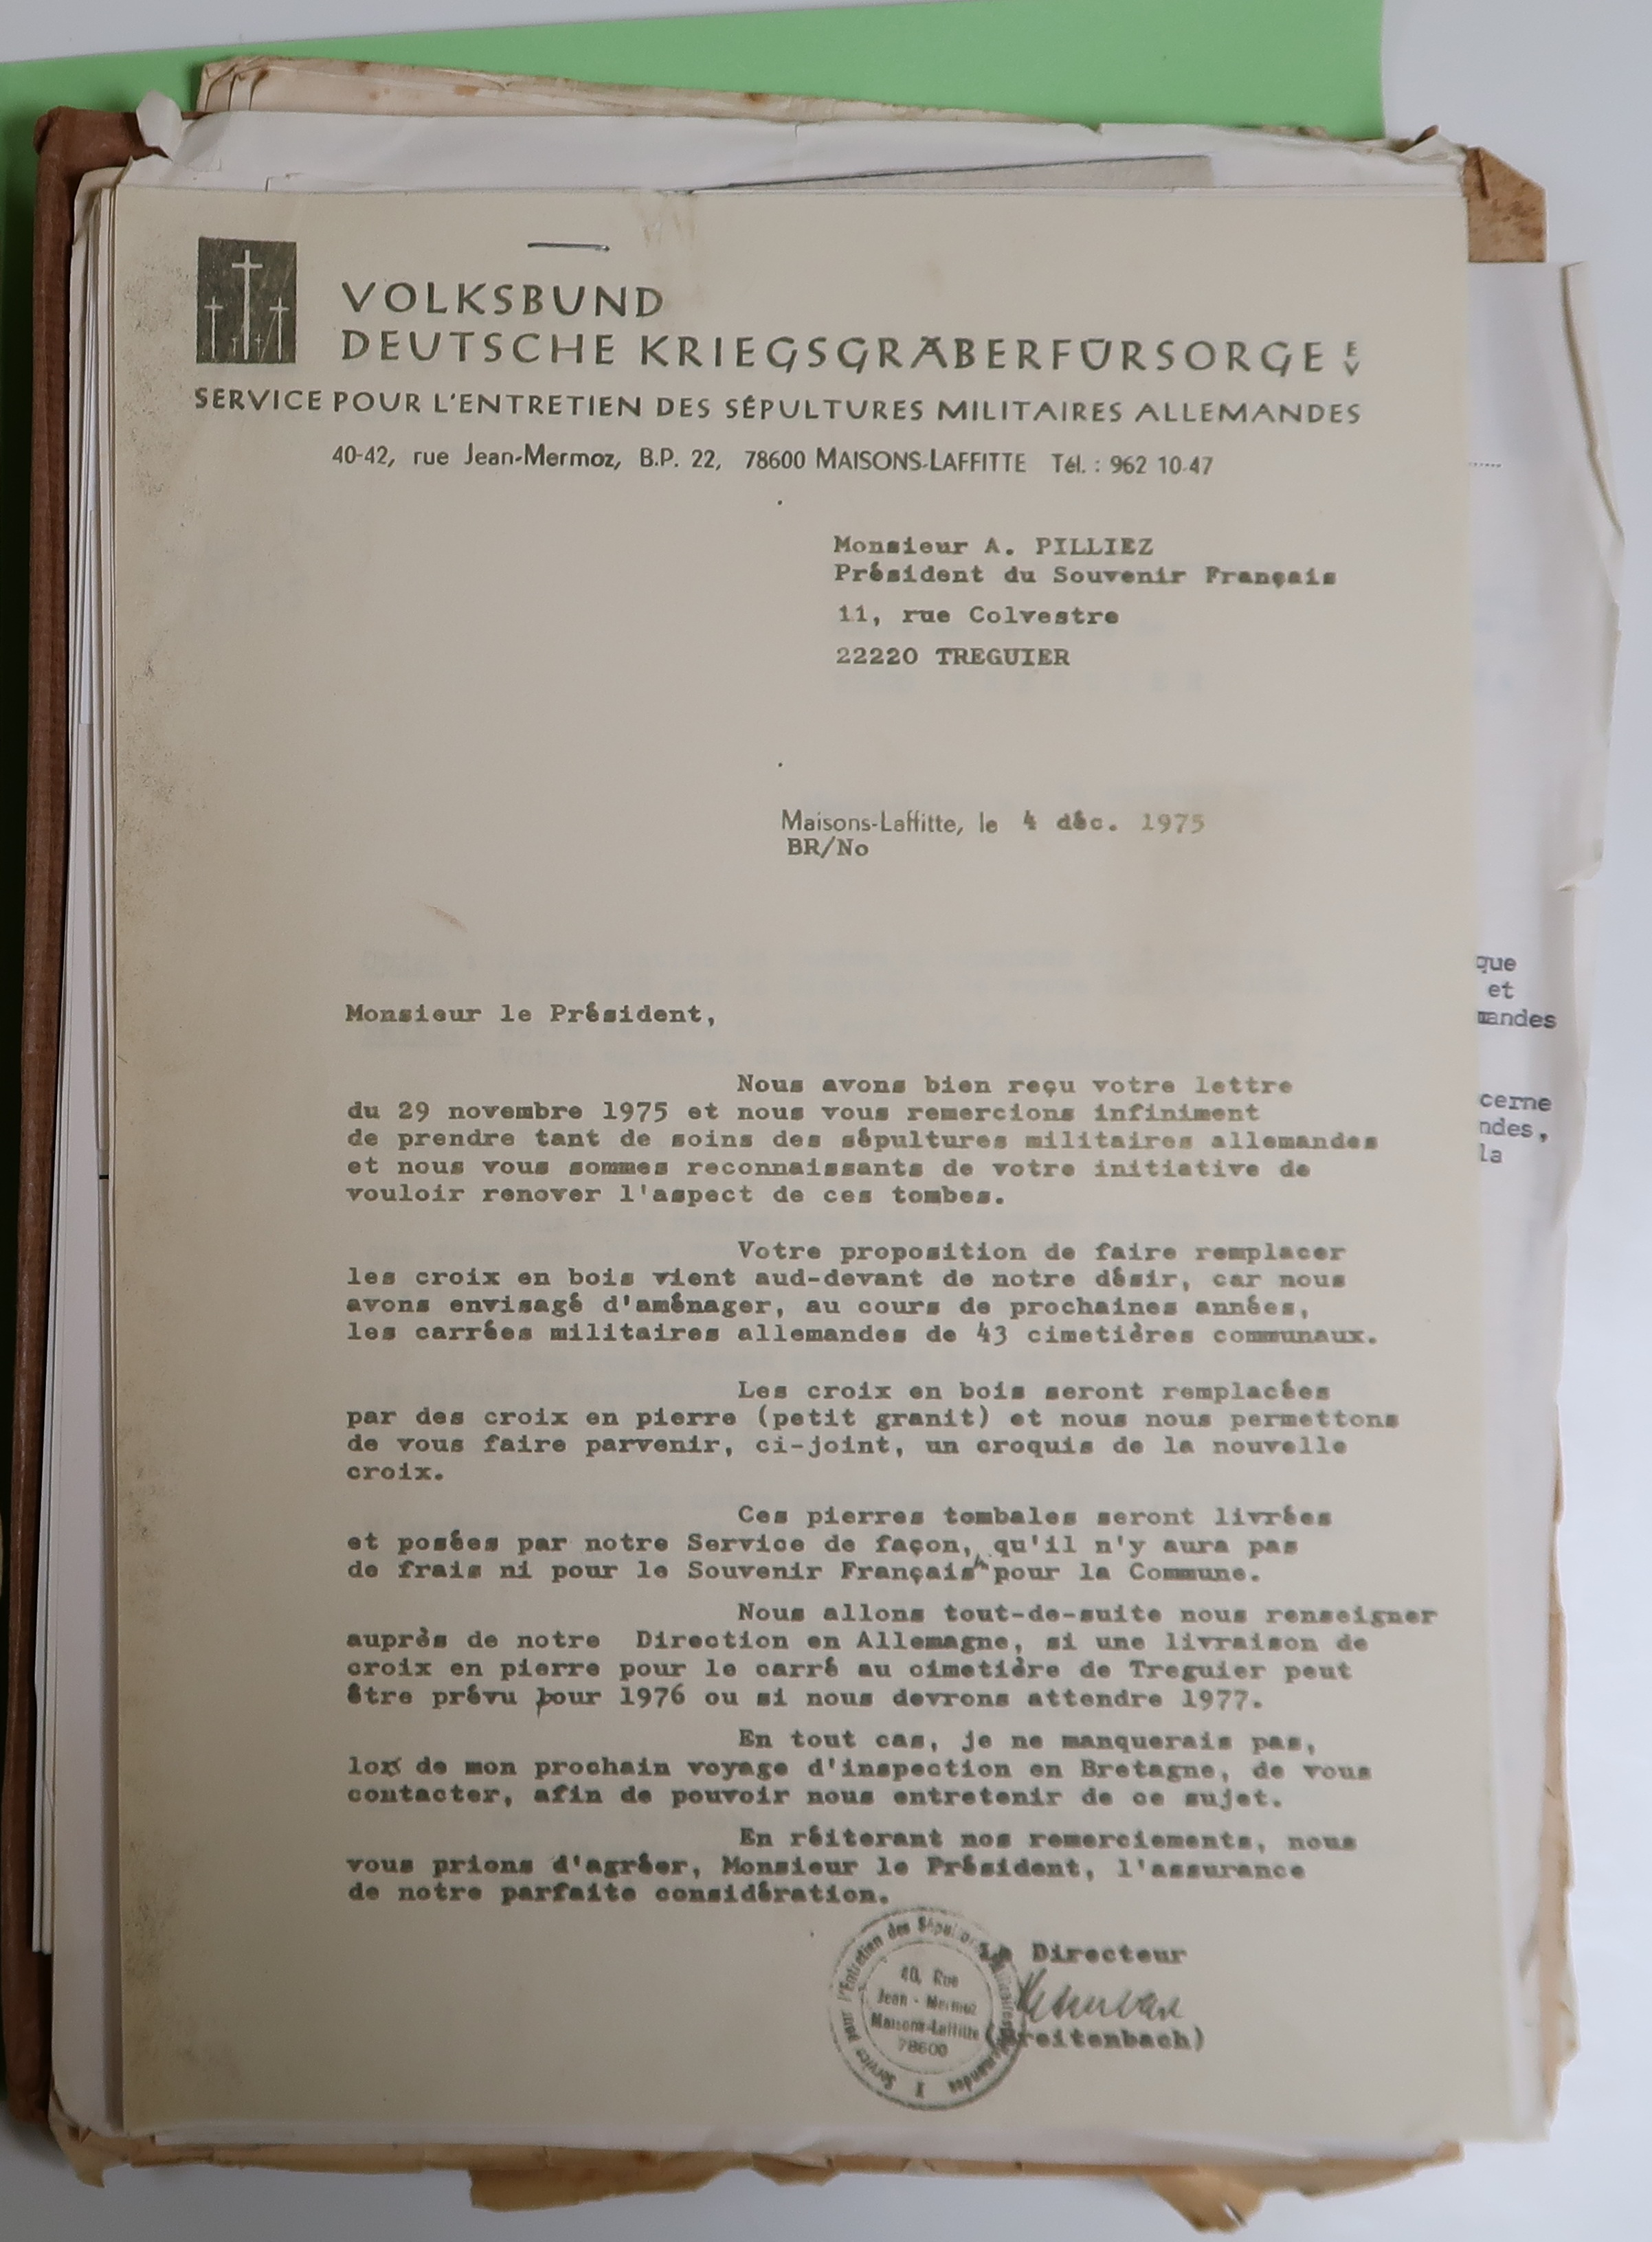 VOLKSBUND
DEUTSCHE KRIEGSGRÄBERFÜRSORGE EV
SERVICE POUR L'ENTRETIEN DES SÉPULTURES MILITAIRES ALLEMANDES
40-42, rue Jean-Mermoz, B.P. 22, 78600 MAISONS-LAFFITTE Tél. : 962 10-47
Monsieur A. PILLIEZ
Président du Souvenir Français
11, rue Colvestre
22220 TREGUIER
Maisons-Laffitte, le 4 déc. 1975
BR/No
Monsieur le Président,
Nous avons bien reçu votre lettre
du 29 novembre 1975 et nous vous remercions infiniment
de prendre tant de soins des sépultures militaires allemandes
et nous vous sommes reconnaissants de votre initiative de
vouloir renover l'aspect de ces tombes.
Votre proposition de faire remplacer
les croix en bois vient aud-devant de notre désir, car nous
avons envisagé d'aménager, au cours de prochaines années,
les carrées militaires allemandes de 43 cimetières communaux.
Les croix en bois seront remplacées
par des croix en pierre (petit granit) et nous nous permettons
de vous faire parvenir, ci-joint, un croquis de la nouvelle
croix.
Ces pierres tombales seront livrées
et posées par notre Service de façon, qu'il n'y aura pas
de frais ni pour le Souvenir Français pour la Commune.
Nous allons tout-de-suite nous renseigner
auprès de notre Direction en Allemagne, si une livraison de
croix en pierre pour le carré au cimetière de Treguier peut
être prévu pour 1976 ou si nous devrons attendre 1977.
En tout cas, je ne manquerais pas,
lors de mon prochain voyage d'inspection en Bretagne, de vous
contacter, afin de pouvoir nous entretenir de ce sujet.
En réiterant nos remerciements, nous
vous prions d'agréer, Monsieur le Président, l'assurance
de notre parfaite considération.
Le Directeur
(Breitenbach)
Service pour l'Entretien des Sépultures Militaires Allemandes I
40, Rue
Jean - Mermoz
Maisons-Laffitte
78600
que
et
mandes
cerne
ndes,
la